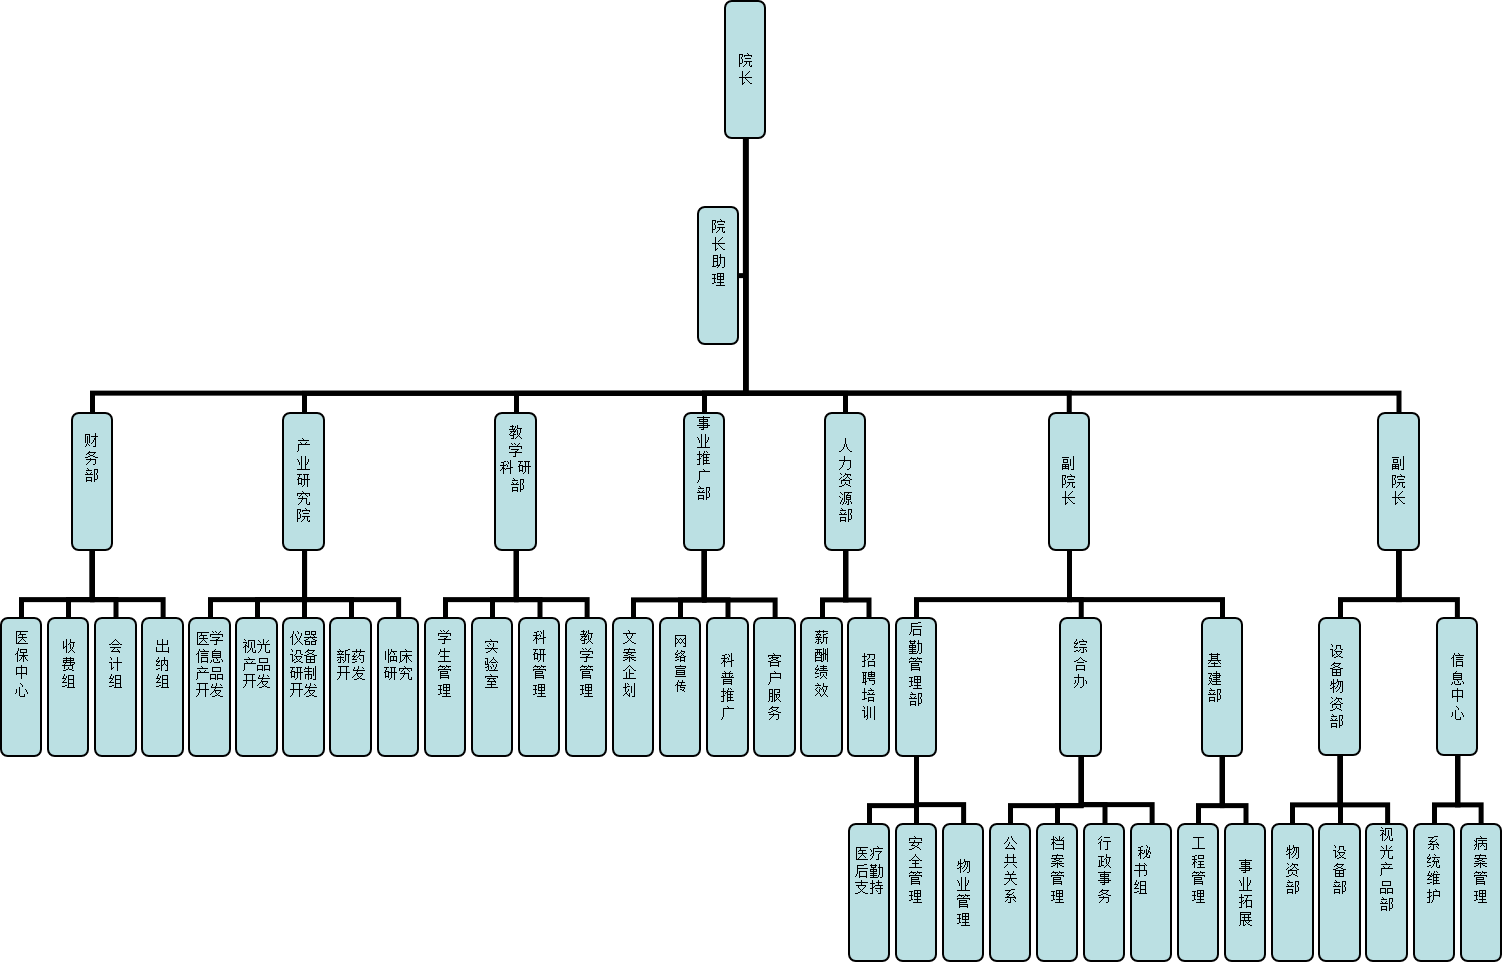 院
长
院
长
助
理
财
务
部
产
业
研
究
院
教
学
科 研
部
事
业
推
广
部
人
力
资
源
部
副
院
长
副
院
长
医
保
中
心
收
费
组
会
计
组
出
纳
组
医学
信息
产品
开发
视光
产品
开发
仪器
设备
研制
开发
新药
开发
临床
研究
学
生
管
理
实
验
室
科
研
管
理
教
学
管
理
文
案
企
划
网
络
宣
传
科
普
推
广
客
户
服
务
薪
酬
绩
效
招
聘
培
训
后
勤
管
理
部
综
合
办
基
建
部
设
备
物
资
部
信
息
中
心
医疗
后勤
支持
安
全
管
理
物
业
管
理
公
共
关
系
档
案
管
理
行
政
事
务
秘
书
组
工
程
管
理
事
业
拓
展
物
资
部
设
备
部
视
光
产
品
部
系
统
维
护
病
案
管
理